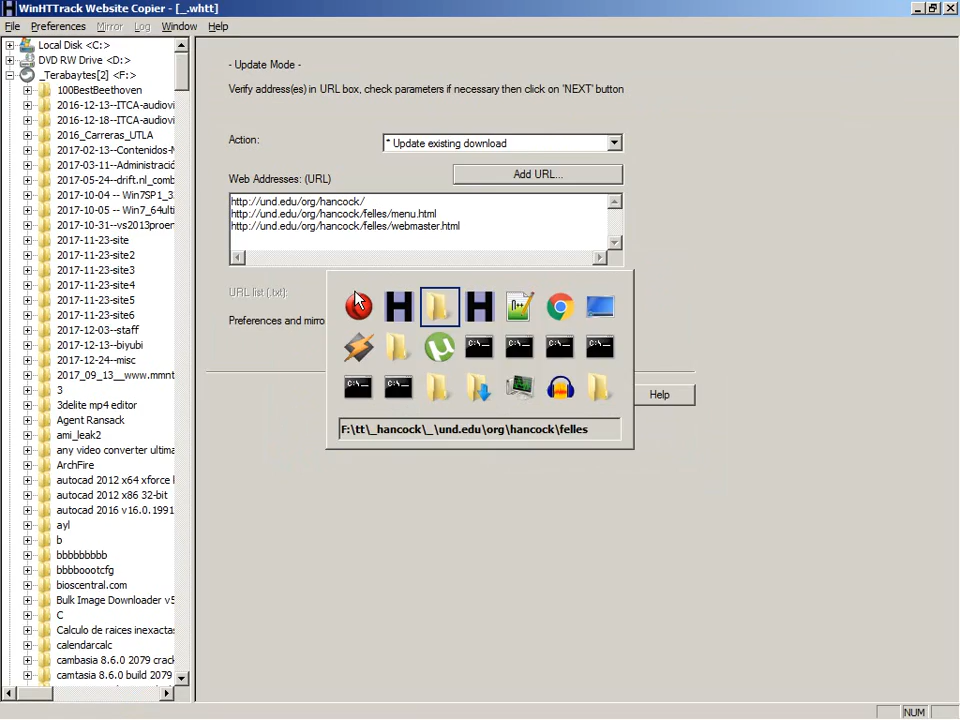 WinHTTrack Website Copier - [_.whtt]
File Preferences Mirror Log Window Help
Local Disk <C:>
DVD RW Drive <D:>
_Terabaytes[2] <F:>
100BestBeethoven
2016-12-13--ITCA-audiovi
2016-12-18--ITCA-audiovi
2016_Carreras_UTLA
2017-02-13--Contenidos-M
2017-03-11--Administració
2017-05-24--drift.nl_comb
2017-10-04 -- Win7SP1_3
2017-10-05 -- Win7_64ulti
2017-10-31--vs2013proen
2017-11-23-site
2017-11-23-site2
2017-11-23-site3
2017-11-23-site4
2017-11-23-site5
2017-11-23-site6
2017-12-03--staff
2017-12-13--biyubi
2017-12-24--misc
2017_09_13__www.mmnt
3
3delite mp4 editor
Agent Ransack
ami_leak2
any video converter ultima
ArchFire
autocad 2012 x64 xforce k
autocad 2012 x86 32-bit
autocad 2016 v16.0.1991
ayl
b
bbbbbbbbb
bbbboootcfg
bioscentral.com
Bulk Image Downloader v5
C
Calculo de raices inexactas
calendarcalc
cambasia 8.6.0 2079 crack
camtasia 8.6.0 build 2079
- Update Mode -
Verify address(es) in URL box, check parameters if necessary then click on 'NEXT' button
Action:
* Update existing download
Web Addresses: (URL)
Add URL...
http://und.edu/org/hancock/
http://und.edu/org/hancock/felles/menu.html
http://und.edu/org/hancock/felles/webmaster.html
URL list (.txt):
Preferences and mirro
C:\_
C:\_
C:\_
C:\_
C:\_
C:\_
F:\tt\_hancock\_\und.edu\org\hancock\felles
Help
NUM